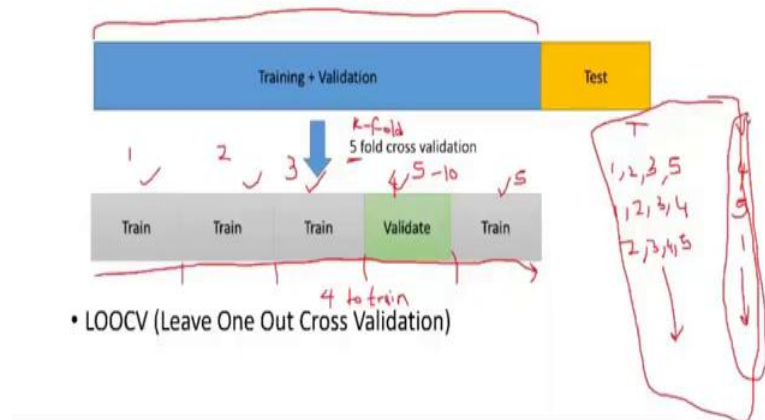 Training + Validation Test
K-fold
5 fold cross validation
1 2 3 4 5-10 5
Train Train Train Validate Train
4 to train
• LOOCV (Leave One Out Cross Validation)
T
1,2,3,5 4
1,2,3,4 5
2,3,4,5 1